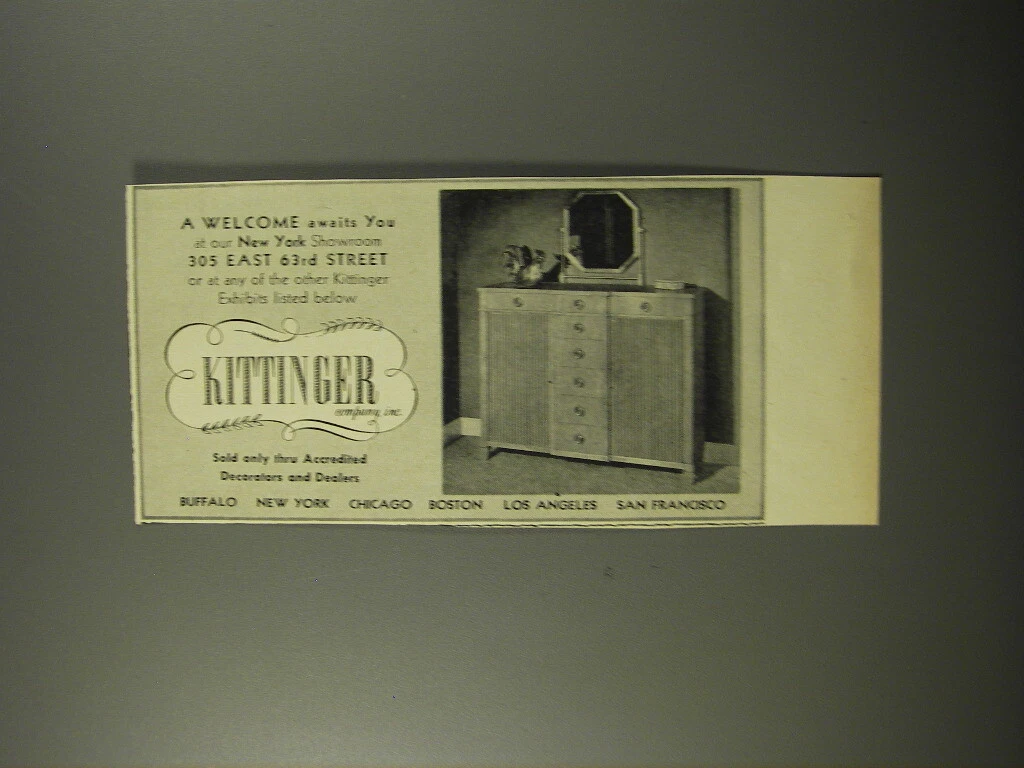 A WELCOME awaits You
at our New York Showroom
305 EAST 63rd STREET
or at any of the other Kittinger
Exhibits listed below
KITTINGER
company, inc.
Sold only thru Accredited
Decorators and Dealers
BUFFALO NEW YORK CHICAGO BOSTON LOS ANGELES SAN FRANCISCO